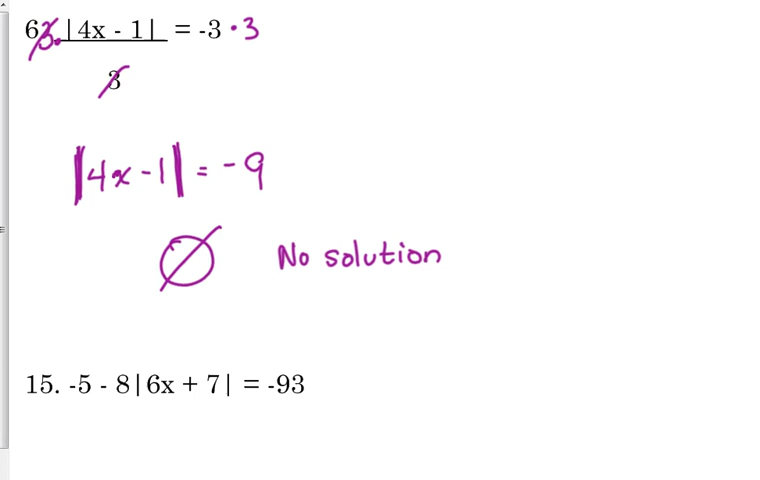 6. |4x - 1| = -3 · 3
3
|4x - 1| = -9
∅ No solution
15. -5 - 8|6x + 7| = -93